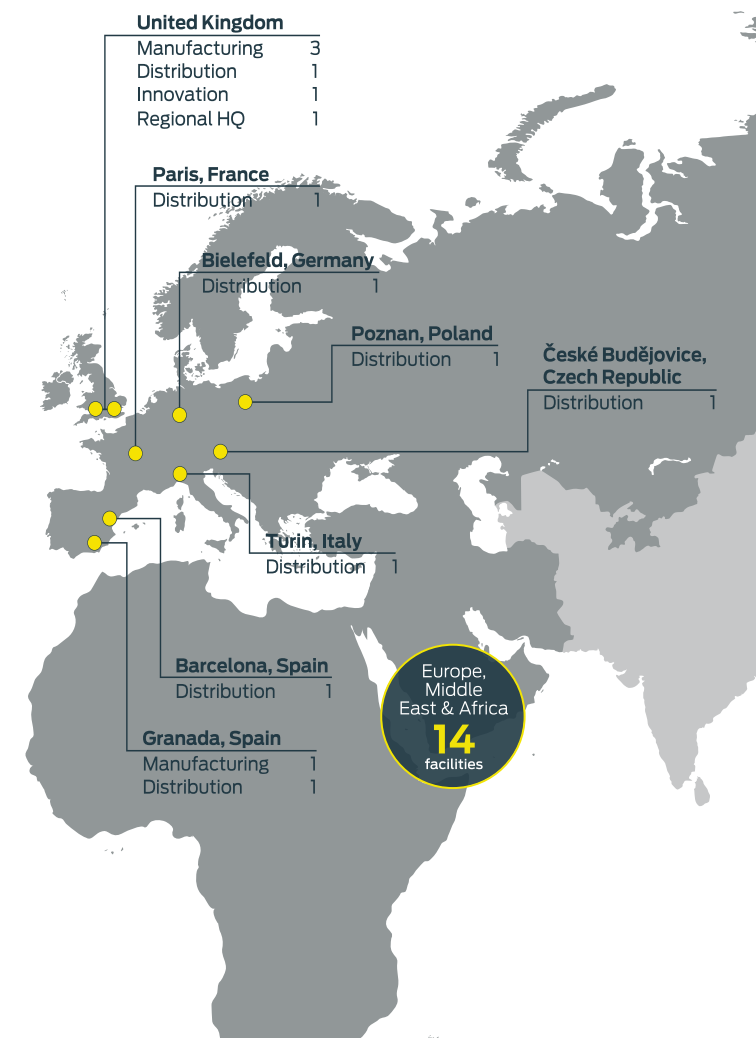 United Kingdom
Manufacturing 3
Distribution 1
Innovation 1
Regional HQ 1
Paris, France
Distribution 1
Bielefeld, Germany
Distribution 1
Poznan, Poland
Distribution 1
České Budějovice,
Czech Republic
Distribution 1
Turin, Italy
Distribution 1
Barcelona, Spain
Distribution 1
Granada, Spain
Manufacturing 1
Distribution 1
Europe,
Middle
East & Africa
14
facilities